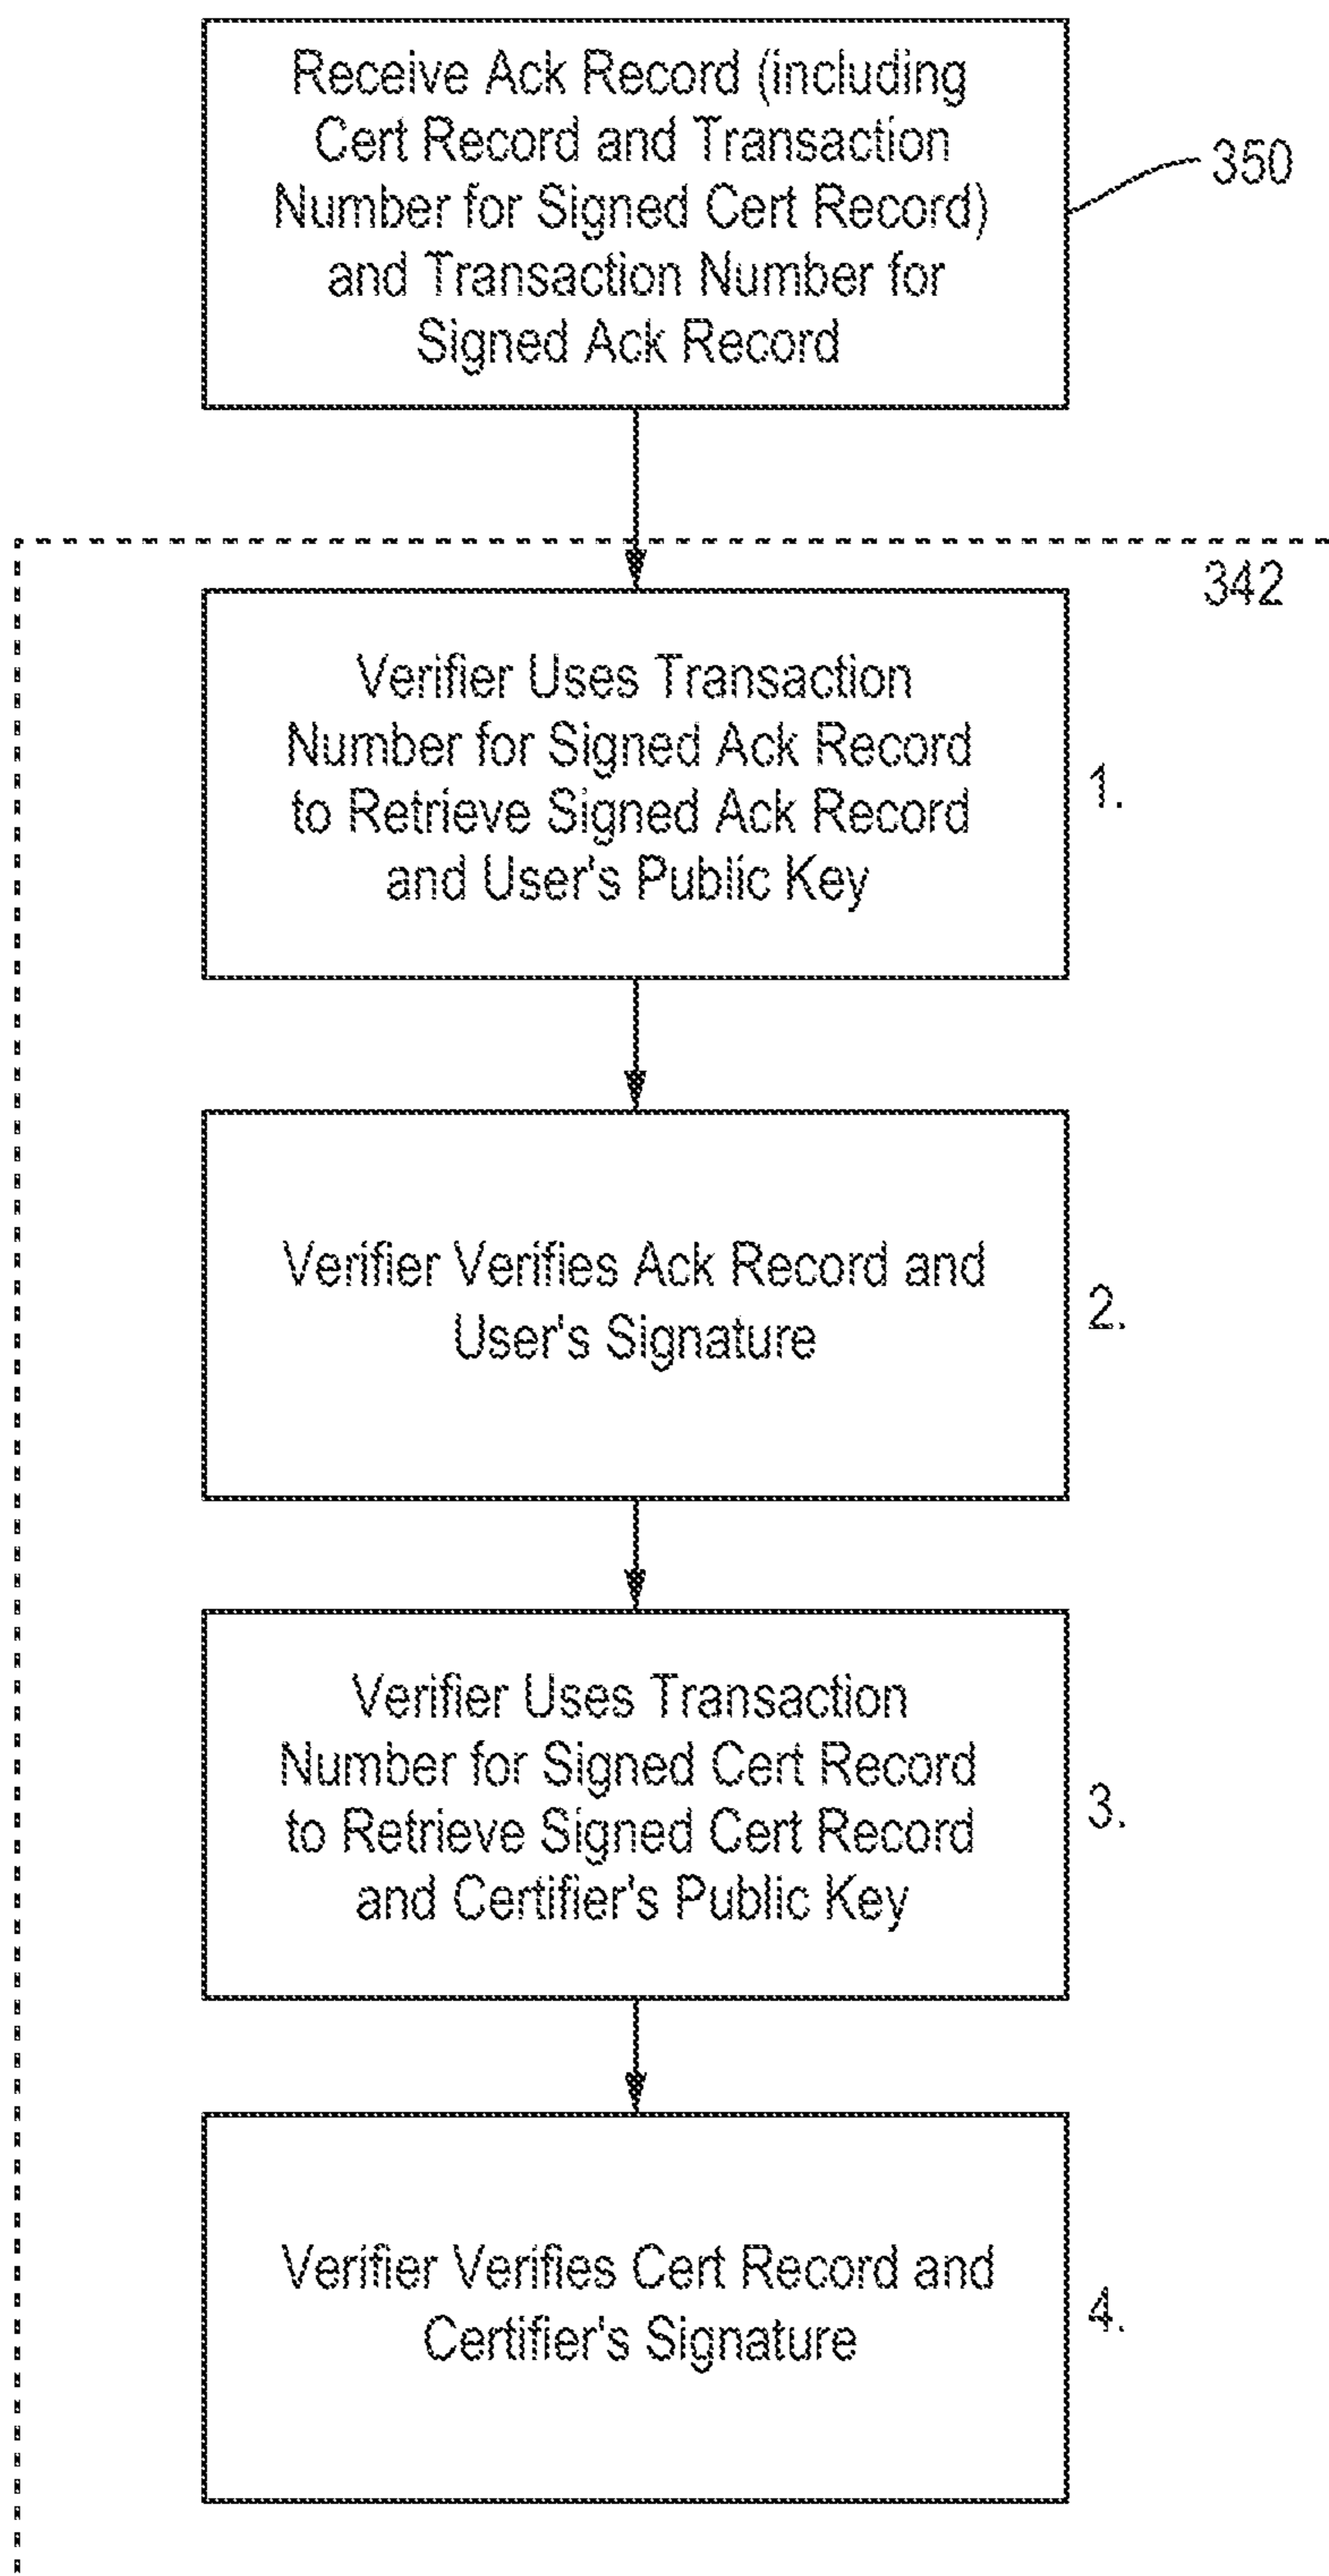 Receive Ack Record (including
Cert Record and Transaction
Number for Signed Cert Record)
and Transaction Number for
Signed Ack Record
350
342
Verifier Uses Transaction
Number for Signed Ack Record
to Retrieve Signed Ack Record
and User's Public Key
1.
Verifier Verifies Ack Record and
User's Signature
2.
Verifier Uses Transaction
Number for Signed Cert Record
to Retrieve Signed Cert Record
and Certifier's Public Key
3.
Verifier Verifies Cert Record and
Certifier's Signature
4.